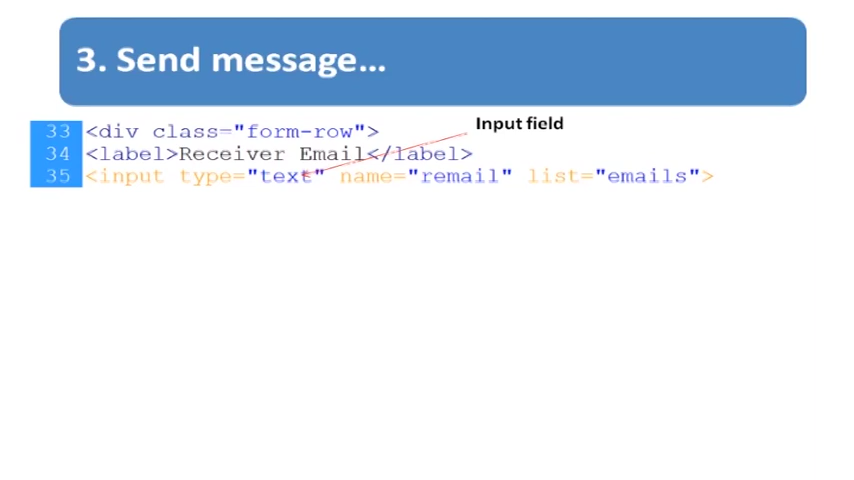 3. Send message…
Input field
33 <div class="form-row">
34 <label>Receiver Email</label>
35 <input type="text" name="remail" list="emails">